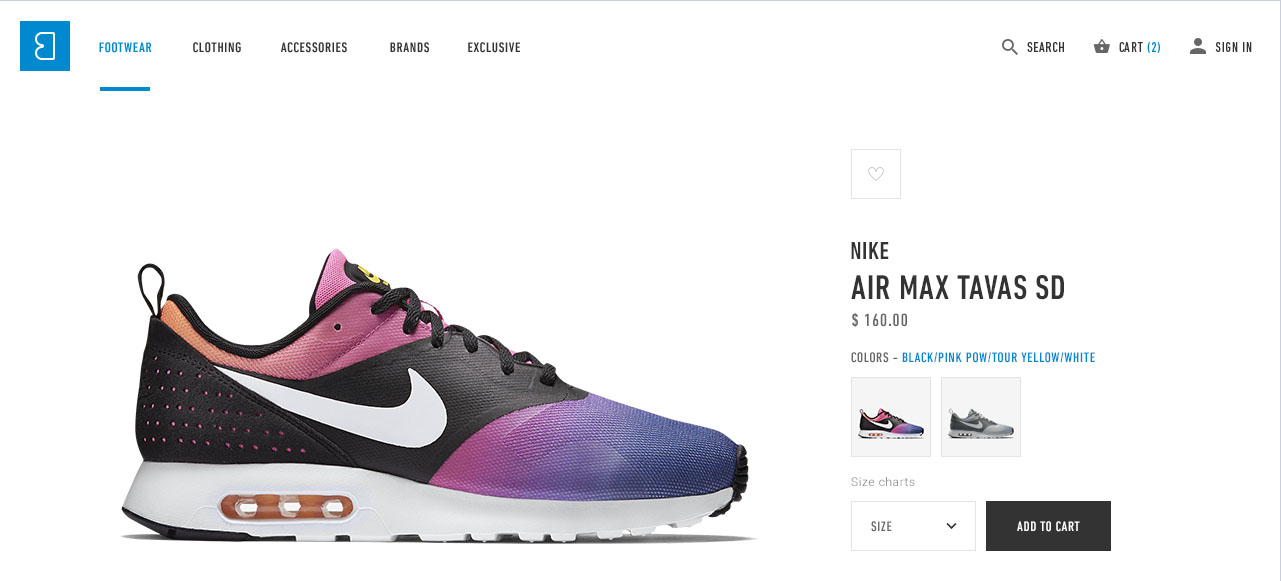 FOOTWEAR CLOTHING ACCESSORIES BRANDS EXCLUSIVE SEARCH CART (2) SIGN IN
NIKE
AIR MAX TAVAS SD
$ 160.00
COLORS - BLACK/PINK POW/TOUR YELLOW/WHITE
Size charts
SIZE ADD TO CART